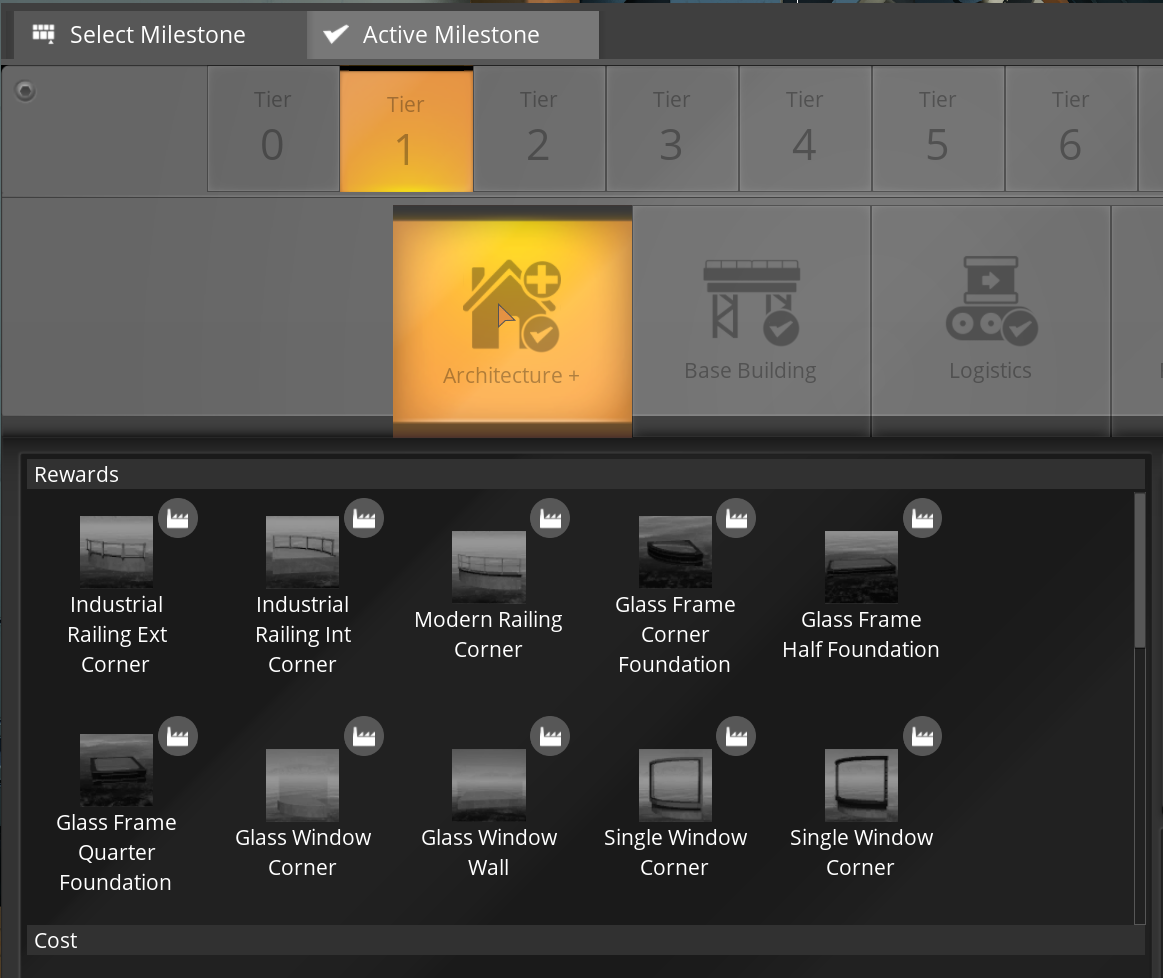 Select Milestone
Active Milestone
Tier
0
Tier
1
Tier
2
Tier
3
Tier
4
Tier
5
Tier
6
Architecture +
Base Building
Logistics
Rewards
Industrial
Railing Ext
Corner
Industrial
Railing Int
Corner
Modern Railing
Corner
Glass Frame
Corner
Foundation
Glass Frame
Half Foundation
Glass Frame
Quarter
Foundation
Glass Window
Corner
Glass Window
Wall
Single Window
Corner
Single Window
Corner
Cost